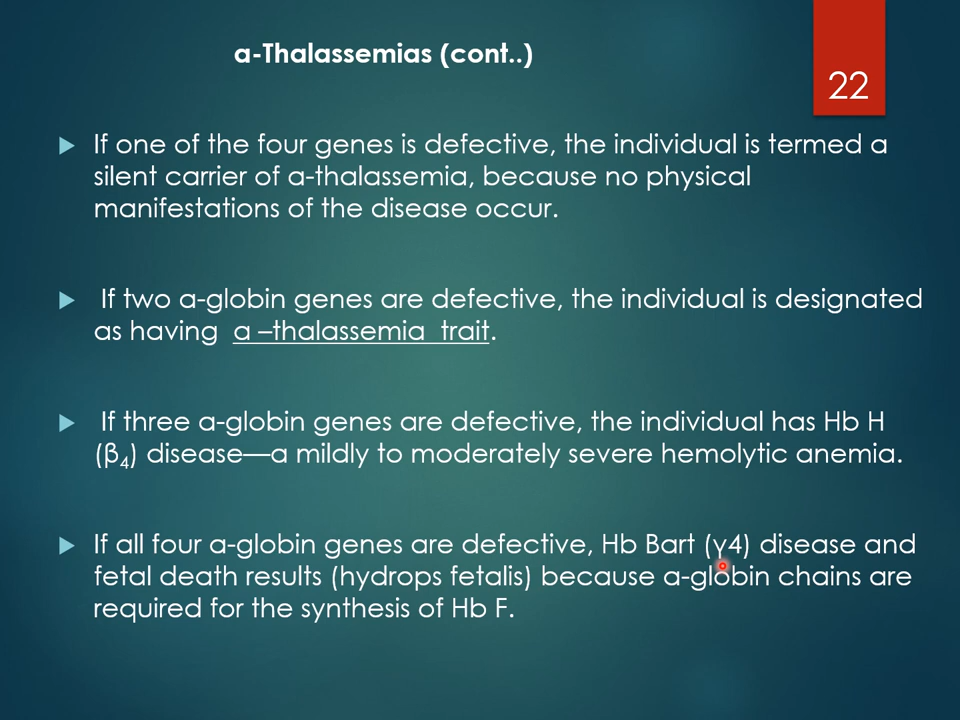 α-Thalassemias (cont..)
22
If one of the four genes is defective, the individual is termed a
silent carrier of α-thalassemia, because no physical
manifestations of the disease occur.
If two α-globin genes are defective, the individual is designated
as having α –thalassemia trait.
If three α-globin genes are defective, the individual has Hb H
(β₄) disease—a mildly to moderately severe hemolytic anemia.
If all four α-globin genes are defective, Hb Bart (γ4) disease and
fetal death results (hydrops fetalis) because α-globin chains are
required for the synthesis of Hb F.